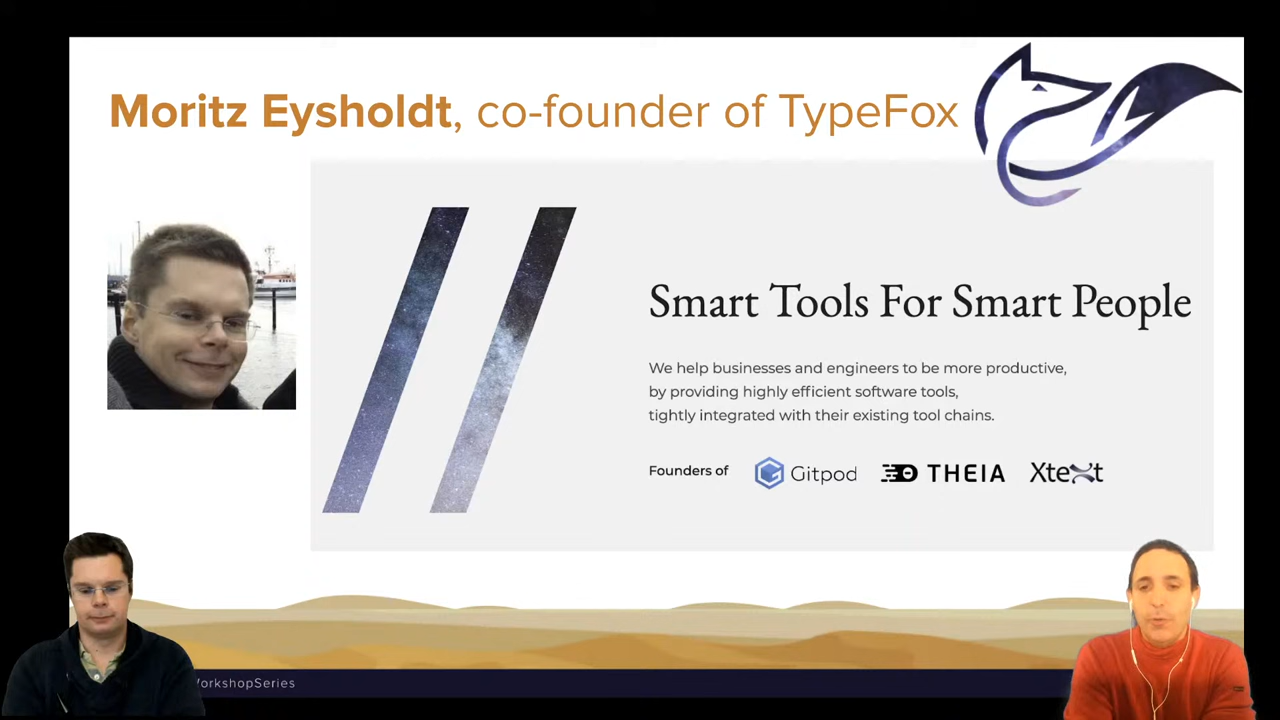 Moritz Eysholdt, co-founder of TypeFox
Smart Tools For Smart People
We help businesses and engineers to be more productive,
by providing highly efficient software tools,
tightly integrated with their existing tool chains.
Founders of Gitpod THEIA Xtext
WorkshopSeries